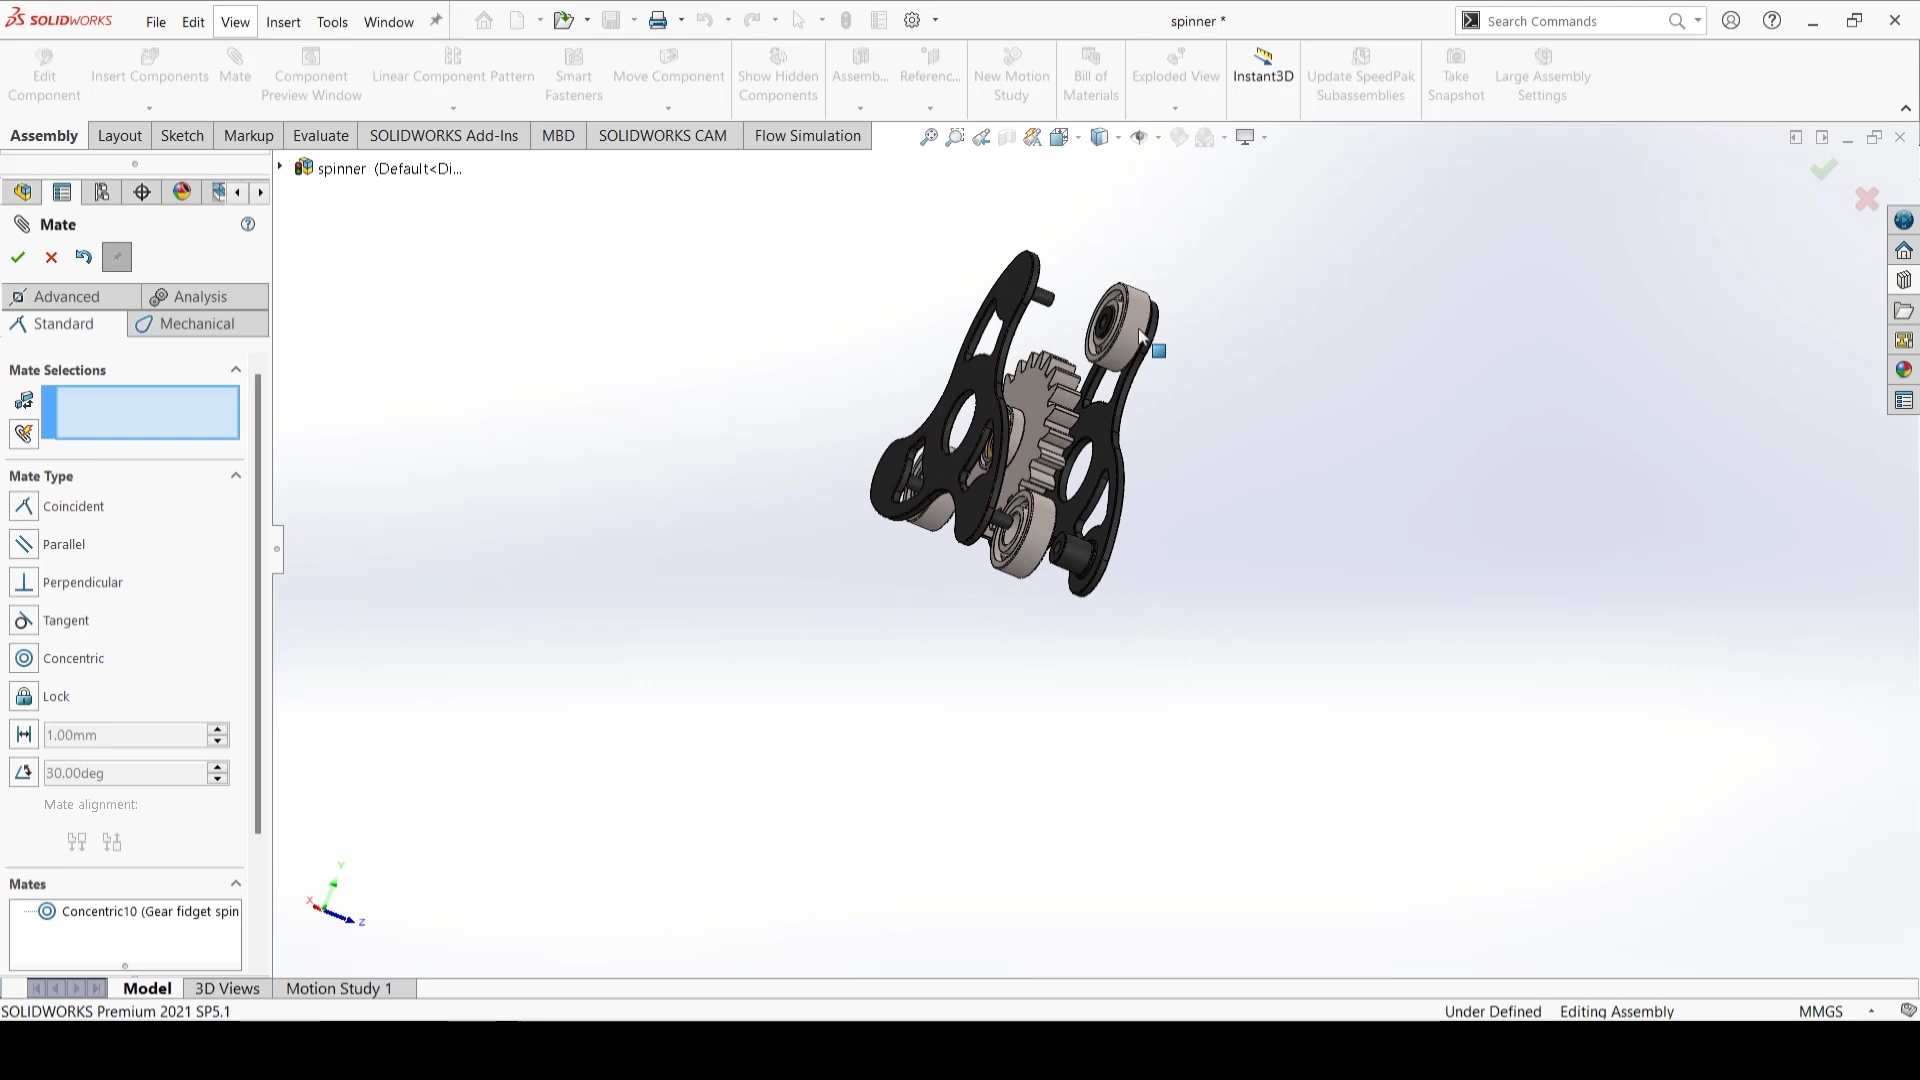 SOLIDWORKS File Edit View Insert Tools Window spinner * Search Commands
Edit Component
Insert Components
Mate
Component Preview Window
Linear Component Pattern
Smart Fasteners
Move Component
Show Hidden Components
Assemb...
Referenc...
New Motion Study
Bill of Materials
Exploded View
Instant3D
Update SpeedPak Subassemblies
Take Snapshot
Large Assembly Settings
Assembly Layout Sketch Markup Evaluate SOLIDWORKS Add-Ins MBD SOLIDWORKS CAM Flow Simulation
spinner (Default<Di...
Mate
Advanced Analysis
Standard Mechanical
Mate Selections
Mate Type
Coincident
Parallel
Perpendicular
Tangent
Concentric
Lock
1.00mm
30.00deg
Mate alignment:
Mates
Concentric10 (Gear fidget spin
Y
X
Z
Model 3D Views Motion Study 1
SOLIDWORKS Premium 2021 SP5.1 Under Defined Editing Assembly MMGS